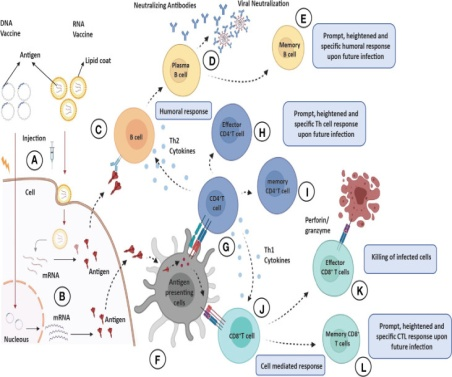 DNA
Vaccine
RNA
Vaccine
Antigen
Lipid coat
Injection
A
Cell
mRNA
Antigen
B
Nucleous
mRNA
Antigen
Neutralizing Antibodies
Viral Neutralization
Plasma
B cell
D
E
Memory
B cell
Prompt, heightened and
specific humoral response
upon future infection
C
B cell
Humoral response
Th2
Cytokines
Effector
CD4⁺T cell
H
Prompt, heightened and
specific Th cell response
upon future infection
CD4⁺T
cell
memory
CD4⁺T cell
I
G
Th1
Cytokines
Antigen
presenting
cells
F
J
CD8⁺T cell
Cell mediated response
Perforin/
granzyme
Effector
CD8⁺ T cells
K
Killing of infected cells
Memory CD8⁺
T cells
L
Prompt, heightened and
specific CTL response upon
future infection